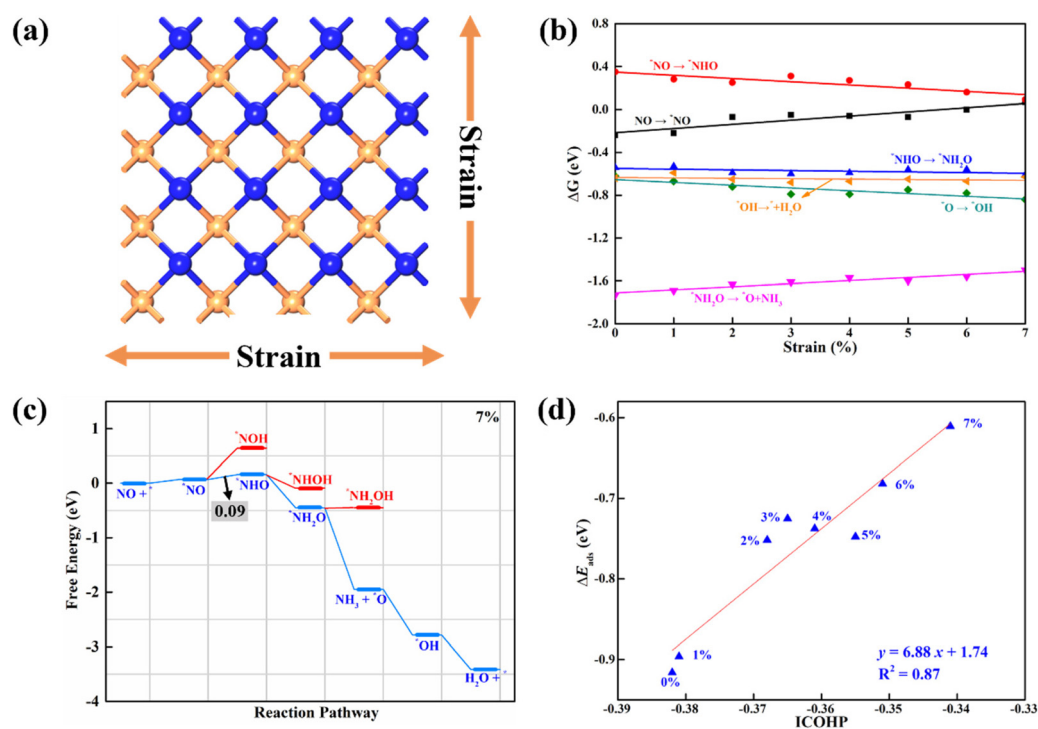 (a)
Strain
Strain
(b)
ΔG (eV)
0.8
0.4
0.0
-0.4
-0.8
-1.2
-1.6
-2.0
*NO → *NHO
NO → *NO
*NHO → *NH₂O
*OH → *+H₂O
*O → *OH
*NH₂O → *O+NH₃
0 1 2 3 4 5 6 7
Strain (%)
(c)
7%
Free Energy (eV)
1
0
-1
-2
-3
-4
NO + *
*NO
*NOH
*NHO
0.09
*NHOH
*NH₂O
*NH₂OH
NH₃ + *O
*OH
H₂O + *
Reaction Pathway
(d)
ΔE_ads (eV)
-0.6
-0.7
-0.8
-0.9
0%
1%
2%
3%
4%
5%
6%
7%
y = 6.88 x + 1.74
R² = 0.87
-0.39 -0.38 -0.37 -0.36 -0.35 -0.34 -0.33
ICOHP